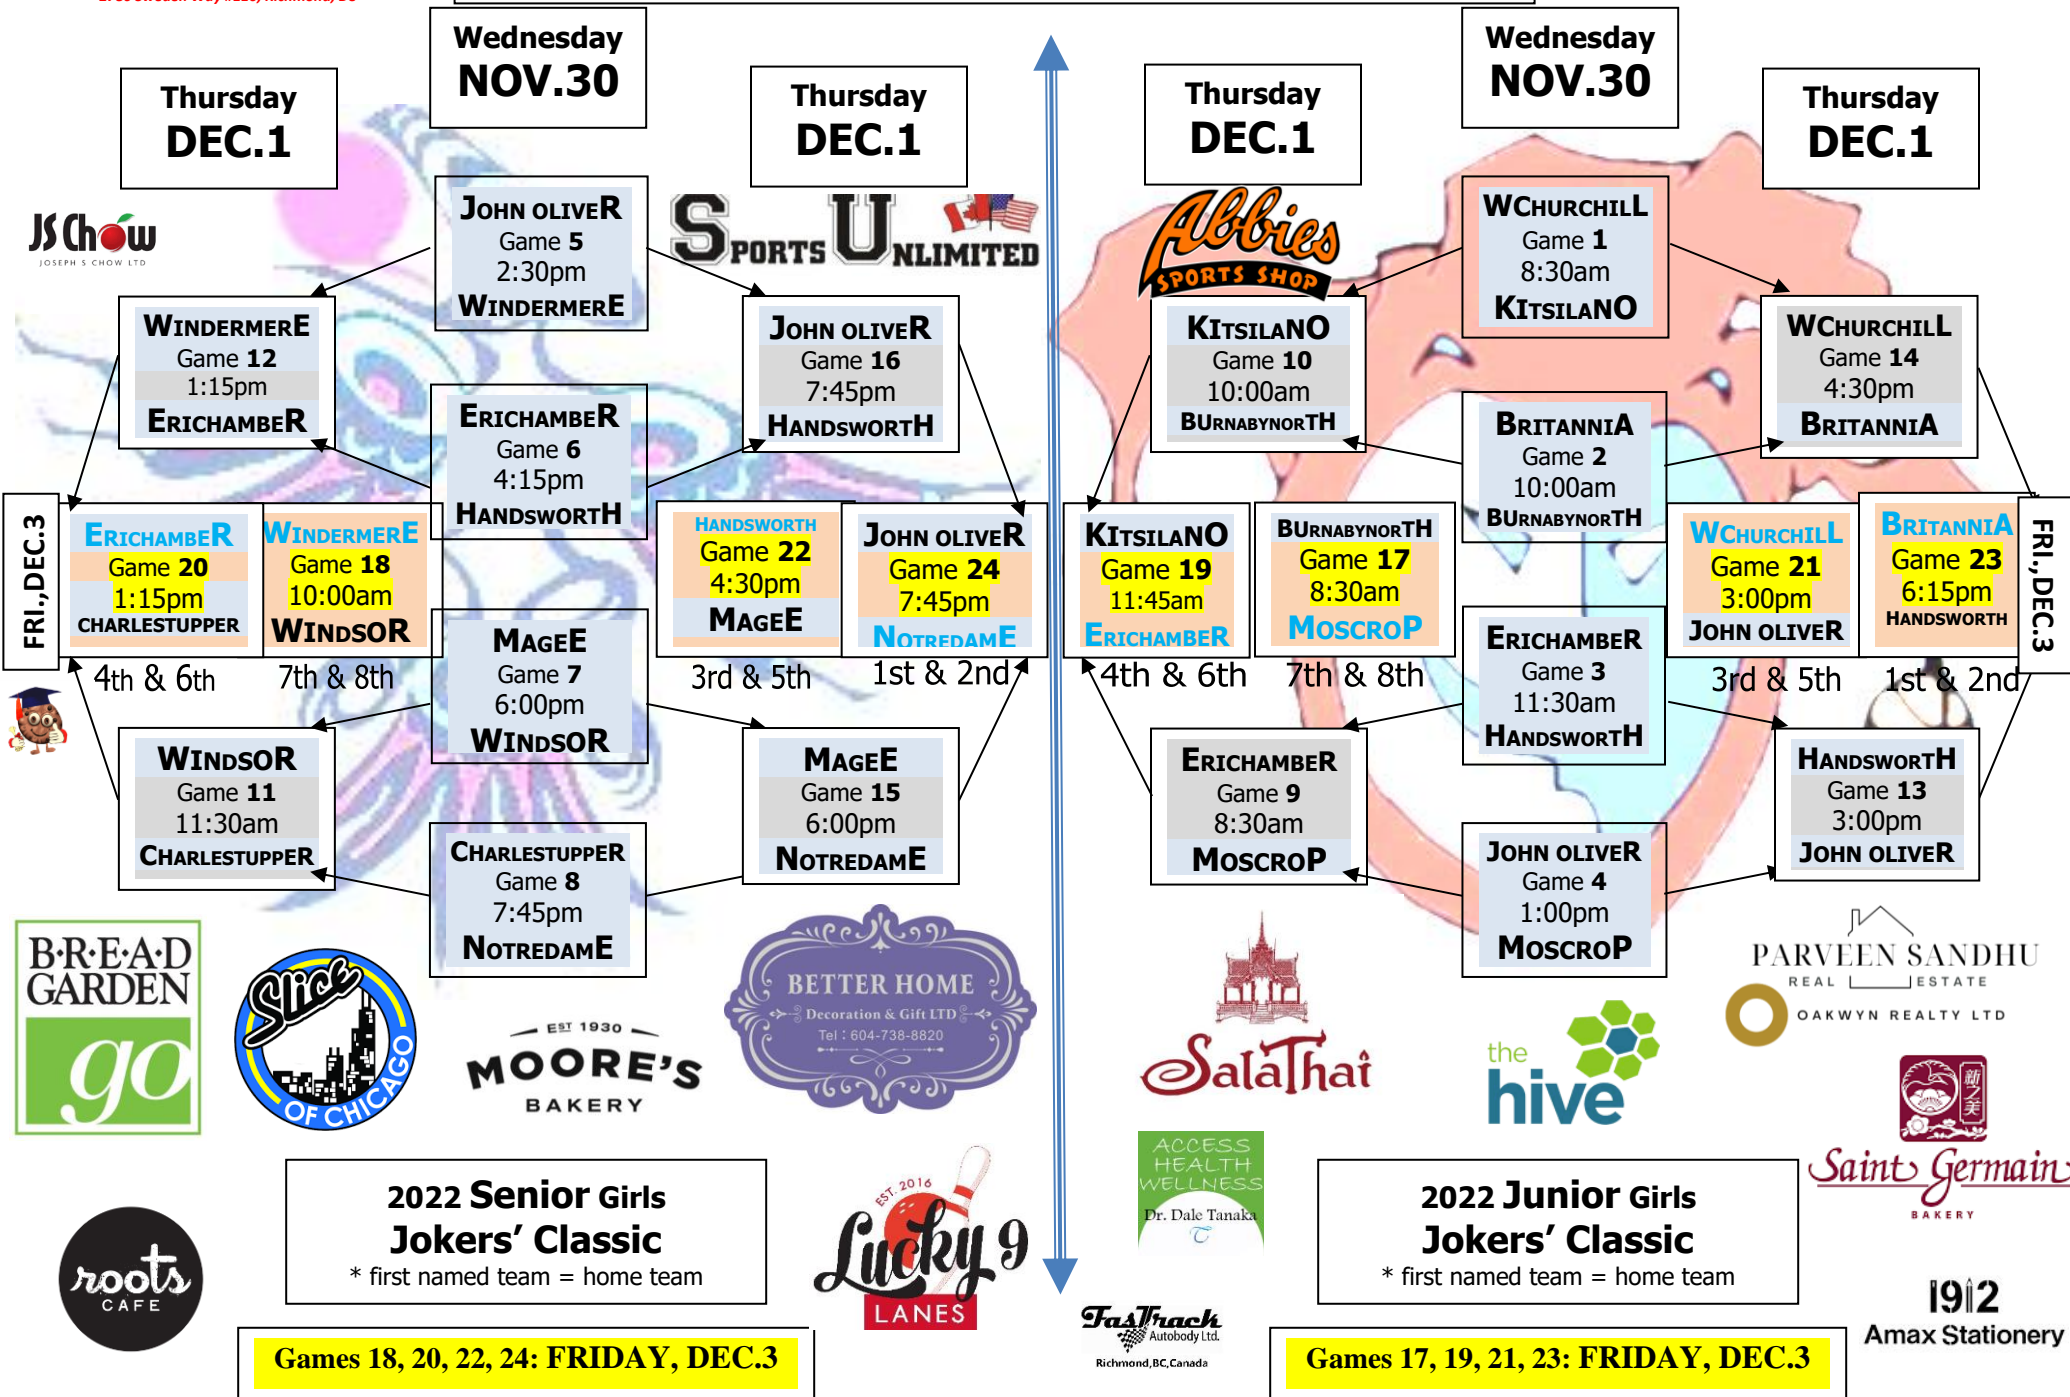 Wednesday
NOV.30
Thursday
DEC.1
Thursday
DEC.1
JS Chow
JOSEPH S CHOW LTD
JOHN OLIVER
Game 5
2:30pm
WINDERMERE
SPORTS UNLIMITED
WINDERMERE
Game 12
1:15pm
ERICHAMBER
JOHN OLIVER
Game 16
7:45pm
HANDSWORTH
ERICHAMBER
Game 6
4:15pm
HANDSWORTH
FRI.,DEC.3
ERICHAMBER
Game 20
1:15pm
CHARLESTUPPER
4th & 6th
WINDERMERE
Game 18
10:00am
WINDSOR
7th & 8th
HANDSWORTH
Game 22
4:30pm
MAGEE
3rd & 5th
JOHN OLIVER
Game 24
7:45pm
NOTREDAME
1st & 2nd
MAGEE
Game 7
6:00pm
WINDSOR
WINDSOR
Game 11
11:30am
CHARLESTUPPER
MAGEE
Game 15
6:00pm
NOTREDAME
CHARLESTUPPER
Game 8
7:45pm
NOTREDAME
B·R·E·A·D
GARDEN
go
Slice
OF CHICAGO
EST 1930
MOORE'S
BAKERY
BETTER HOME
Decoration & Gift LTD
Tel : 604-738-8820
roots
CAFE
2022 Senior Girls
Jokers' Classic
* first named team = home team
EST. 2016
Lucky 9
LANES
Games 18, 20, 22, 24: FRIDAY, DEC.3
Wednesday
NOV.30
Thursday
DEC.1
Thursday
DEC.1
Abbies
SPORTS SHOP
WCHURCHILL
Game 1
8:30am
KITSILANO
KITSILANO
Game 10
10:00am
BURNABYNORTH
WCHURCHILL
Game 14
4:30pm
BRITANNIA
BRITANNIA
Game 2
10:00am
BURNABYNORTH
KITSILANO
Game 19
11:45am
ERICHAMBER
4th & 6th
BURNABYNORTH
Game 17
8:30am
MOSCROP
7th & 8th
WCHURCHILL
Game 21
3:00pm
JOHN OLIVER
3rd & 5th
BRITANNIA
Game 23
6:15pm
HANDSWORTH
1st & 2nd
FRI.,DEC.3
ERICHAMBER
Game 3
11:30am
HANDSWORTH
ERICHAMBER
Game 9
8:30am
MOSCROP
HANDSWORTH
Game 13
3:00pm
JOHN OLIVER
JOHN OLIVER
Game 4
1:00pm
MOSCROP
SalaThai
the
hive
PARVEEN SANDHU
REAL ESTATE
OAKWYN REALTY LTD
新之美
Saint Germain
BAKERY
ACCESS
HEALTH
WELLNESS
Dr. Dale Tanaka
2022 Junior Girls
Jokers' Classic
* first named team = home team
1912
Amax Stationery
FasTrack
Autobody Ltd.
Richmond,BC,Canada
Games 17, 19, 21, 23: FRIDAY, DEC.3